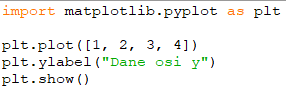 import matplotlib.pyplot as plt
plt.plot([1, 2, 3, 4])
plt.ylabel("Dane osi y")
plt.show()